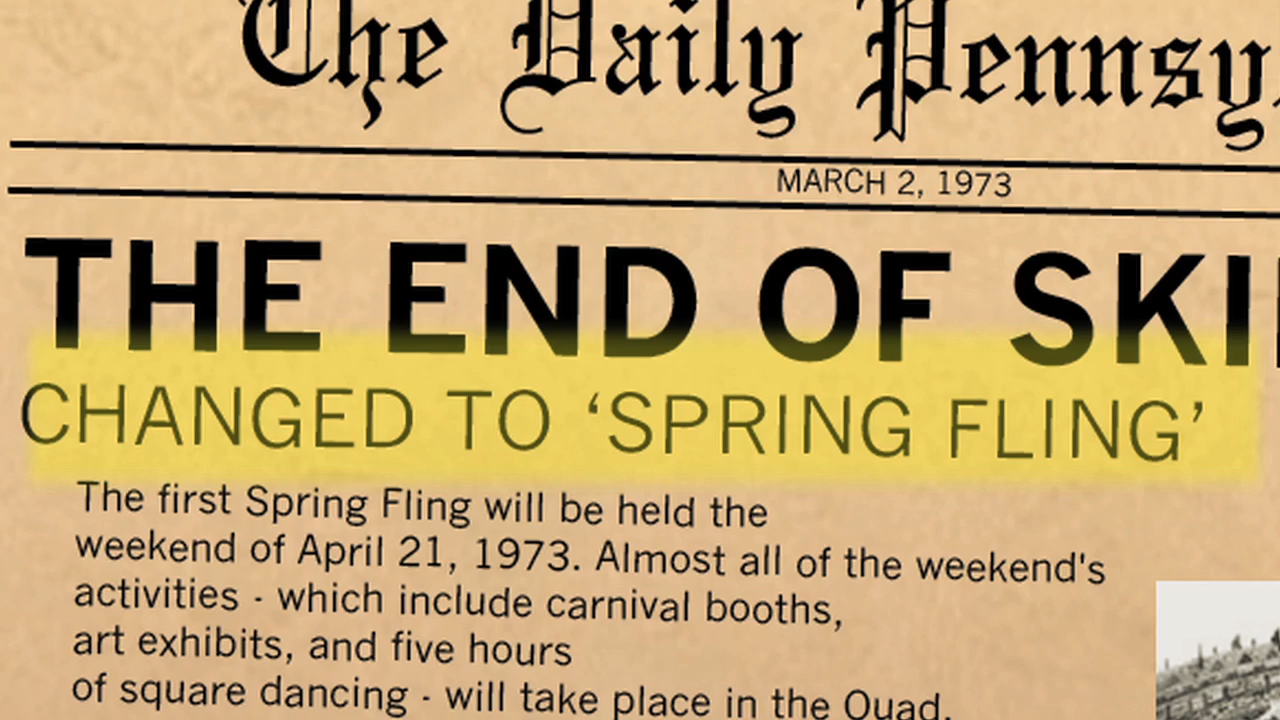 The Daily Pennsy
MARCH 2, 1973
THE END OF SKI
CHANGED TO ‘SPRING FLING’
The first Spring Fling will be held the
weekend of April 21, 1973. Almost all of the weekend's
activities - which include carnival booths,
art exhibits, and five hours
of square dancing - will take place in the Quad.